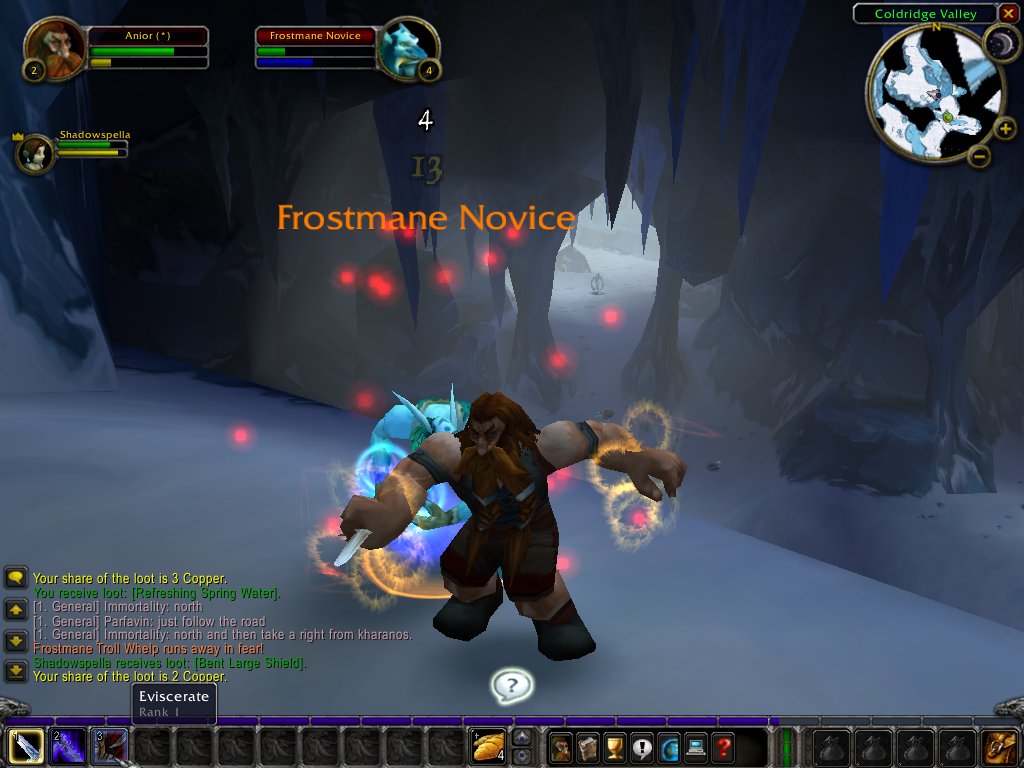 Anior (*)
2
Frostmane Novice
4
Coldridge Valley
N
Shadowspella
4
13
Frostmane Novice
Your share of the loot is 3 Copper.
You receive loot: [Refreshing Spring Water].
[1. General] Immortality: north
[1. General] Parfavin: just follow the road
[1. General] Immortality: north and then take a right from kharanos.
Frostmane Troll Whelp runs away in fear!
Shadowspella receives loot: [Bent Large Shield].
Your share of the loot is 2 Copper.
Eviscerate
Rank 1
?
1
2
3
4
!
?